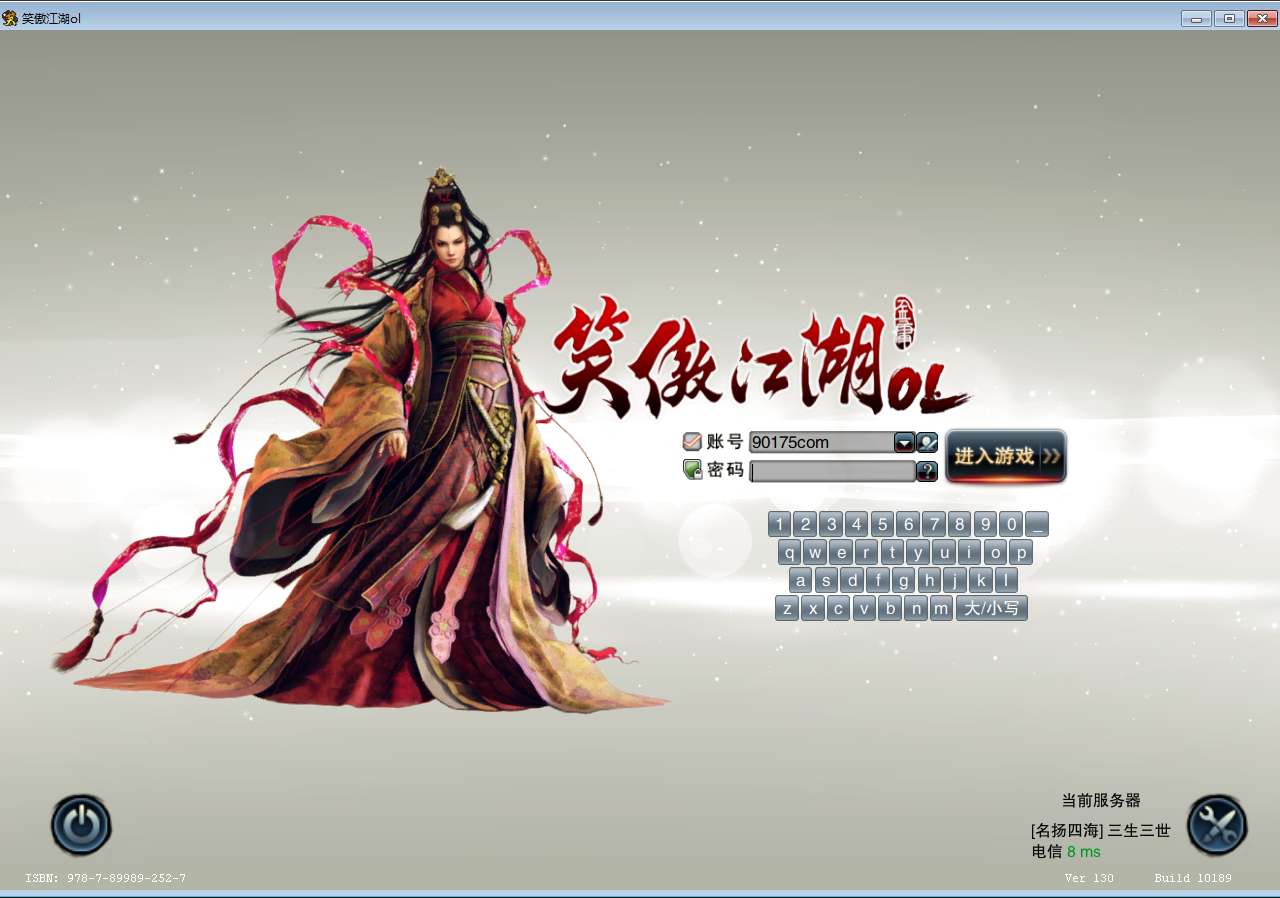 笑傲江湖ol
笑傲江湖OL
账号 90175com
密码
进入游戏
1 2 3 4 5 6 7 8 9 0 _
q w e r t y u i o p
a s d f g h j k l
z x c v b n m 大/小写
当前服务器
[名扬四海] 三生三世
电信 8 ms
ISBN: 978-7-89989-252-7
Ver 130
Build 10189